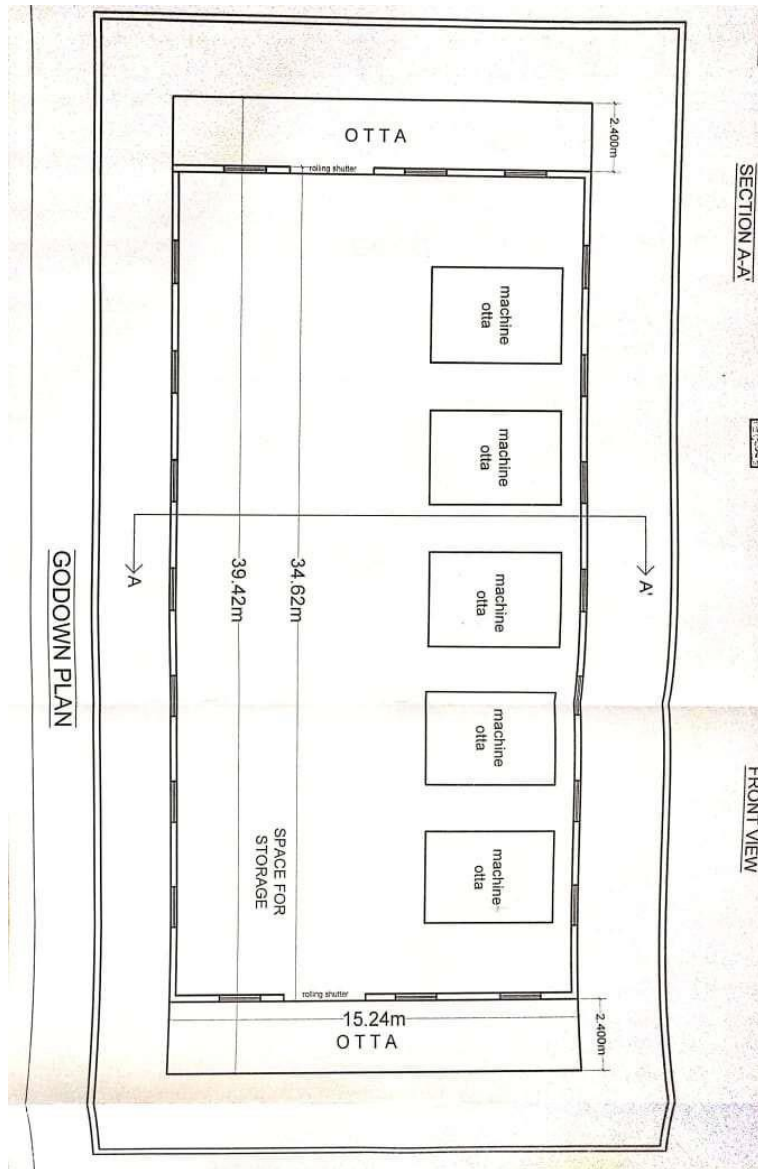 OTTA
2.400m
rolling shutter
SECTION A-A'
machine
otta
machine
otta
machine
otta
machine
otta
machine
otta
A
A'
34.62m
39.42m
GODOWN PLAN
SPACE FOR
STORAGE
FRONT VIEW
rolling shutter
15.24m
OTTA
2.400m